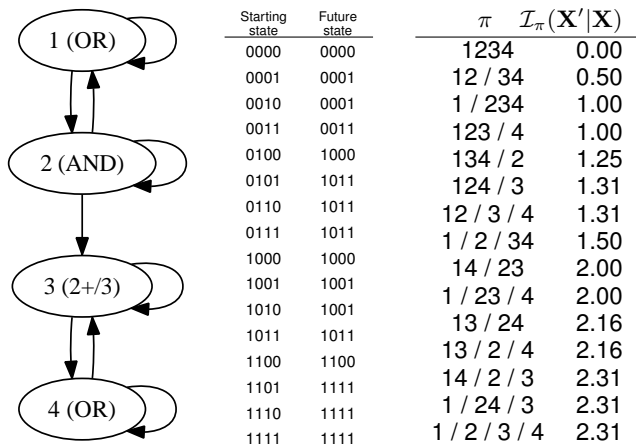 1 (OR)
2 (AND)
3 (2+/3)
4 (OR)
Starting state Future state
0000 0000
0001 0001
0010 0001
0011 0011
0100 1000
0101 1011
0110 1011
0111 1011
1000 1000
1001 1001
1010 1001
1011 1011
1100 1100
1101 1111
1110 1111
1111 1111
π 𝓘π(X′|X)
1234 0.00
12 / 34 0.50
1 / 234 1.00
123 / 4 1.00
134 / 2 1.25
124 / 3 1.31
12 / 3 / 4 1.31
1 / 2 / 34 1.50
14 / 23 2.00
1 / 23 / 4 2.00
13 / 24 2.16
13 / 2 / 4 2.16
14 / 2 / 3 2.31
1 / 24 / 3 2.31
1 / 2 / 3 / 4 2.31